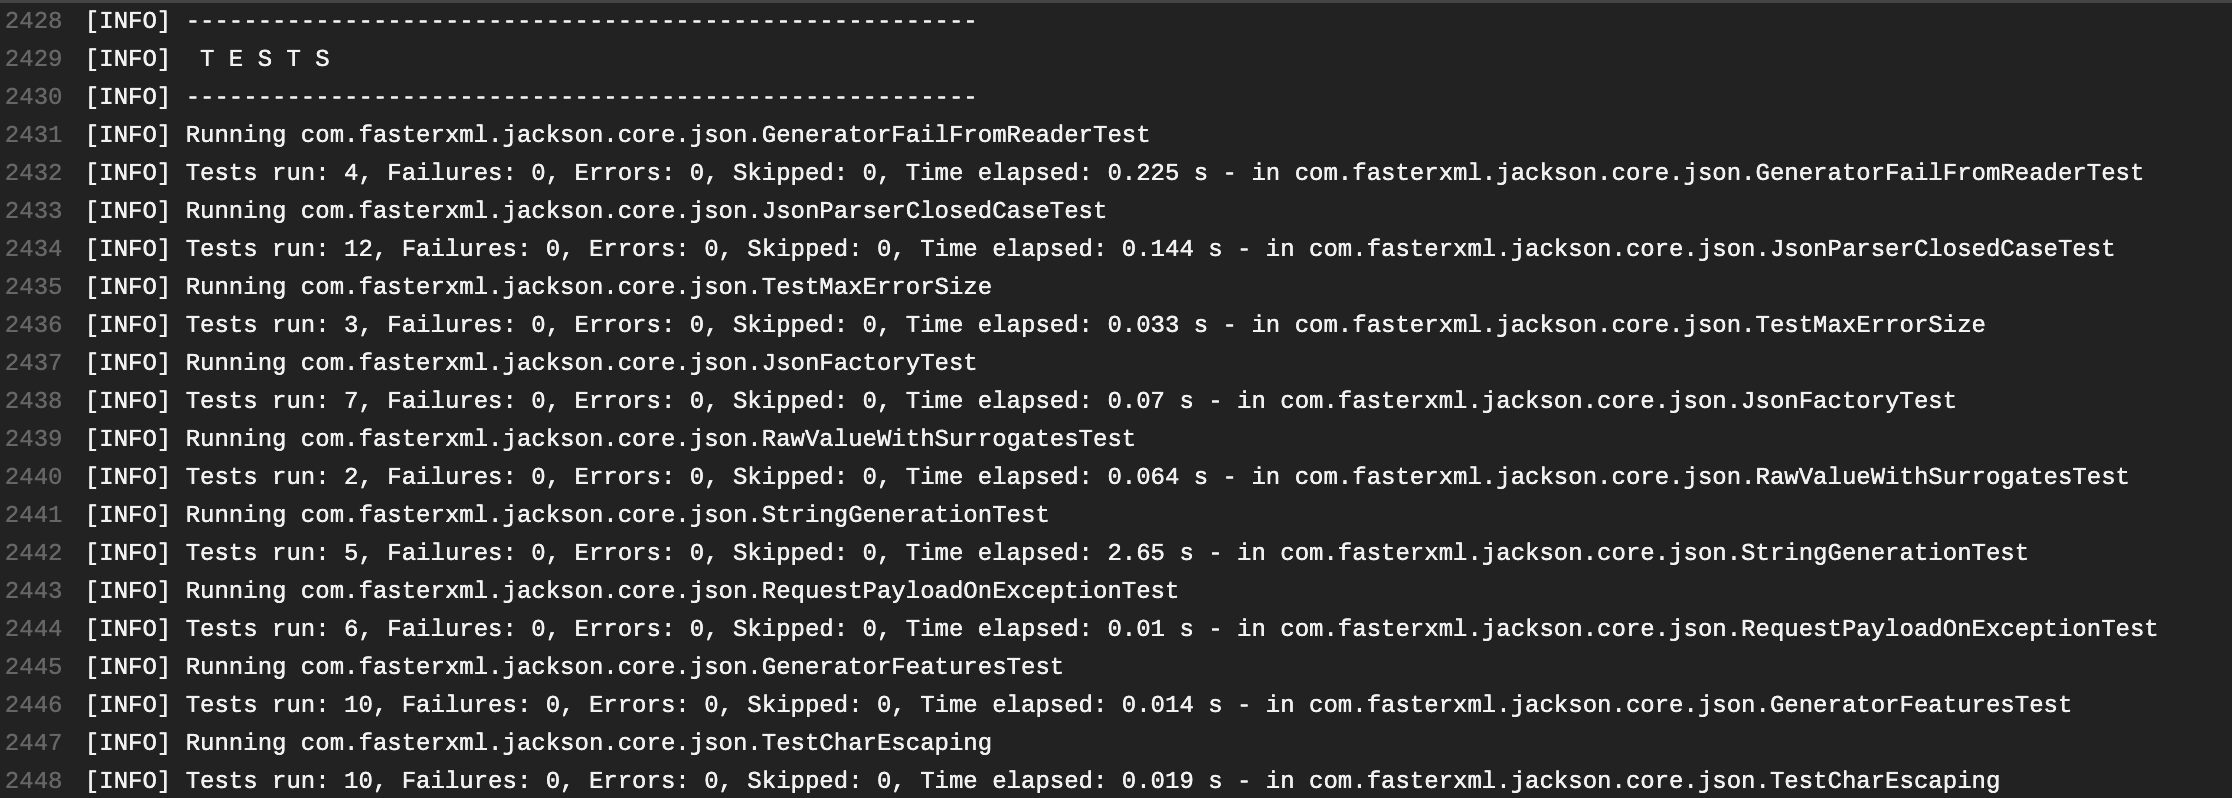 2428 [INFO] -------------------------------------------------------
2429 [INFO]  T E S T S
2430 [INFO] -------------------------------------------------------
2431 [INFO] Running com.fasterxml.jackson.core.json.GeneratorFailFromReaderTest
2432 [INFO] Tests run: 4, Failures: 0, Errors: 0, Skipped: 0, Time elapsed: 0.225 s - in com.fasterxml.jackson.core.json.GeneratorFailFromReaderTest
2433 [INFO] Running com.fasterxml.jackson.core.json.JsonParserClosedCaseTest
2434 [INFO] Tests run: 12, Failures: 0, Errors: 0, Skipped: 0, Time elapsed: 0.144 s - in com.fasterxml.jackson.core.json.JsonParserClosedCaseTest
2435 [INFO] Running com.fasterxml.jackson.core.json.TestMaxErrorSize
2436 [INFO] Tests run: 3, Failures: 0, Errors: 0, Skipped: 0, Time elapsed: 0.033 s - in com.fasterxml.jackson.core.json.TestMaxErrorSize
2437 [INFO] Running com.fasterxml.jackson.core.json.JsonFactoryTest
2438 [INFO] Tests run: 7, Failures: 0, Errors: 0, Skipped: 0, Time elapsed: 0.07 s - in com.fasterxml.jackson.core.json.JsonFactoryTest
2439 [INFO] Running com.fasterxml.jackson.core.json.RawValueWithSurrogatesTest
2440 [INFO] Tests run: 2, Failures: 0, Errors: 0, Skipped: 0, Time elapsed: 0.064 s - in com.fasterxml.jackson.core.json.RawValueWithSurrogatesTest
2441 [INFO] Running com.fasterxml.jackson.core.json.StringGenerationTest
2442 [INFO] Tests run: 5, Failures: 0, Errors: 0, Skipped: 0, Time elapsed: 2.65 s - in com.fasterxml.jackson.core.json.StringGenerationTest
2443 [INFO] Running com.fasterxml.jackson.core.json.RequestPayloadOnExceptionTest
2444 [INFO] Tests run: 6, Failures: 0, Errors: 0, Skipped: 0, Time elapsed: 0.01 s - in com.fasterxml.jackson.core.json.RequestPayloadOnExceptionTest
2445 [INFO] Running com.fasterxml.jackson.core.json.GeneratorFeaturesTest
2446 [INFO] Tests run: 10, Failures: 0, Errors: 0, Skipped: 0, Time elapsed: 0.014 s - in com.fasterxml.jackson.core.json.GeneratorFeaturesTest
2447 [INFO] Running com.fasterxml.jackson.core.json.TestCharEscaping
2448 [INFO] Tests run: 10, Failures: 0, Errors: 0, Skipped: 0, Time elapsed: 0.019 s - in com.fasterxml.jackson.core.json.TestCharEscaping